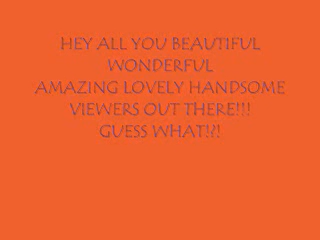 HEY ALL YOU BEAUTIFUL
WONDERFUL
AMAZING LOVELY HANDSOME
VIEWERS OUT THERE!!!
GUESS WHAT!?!